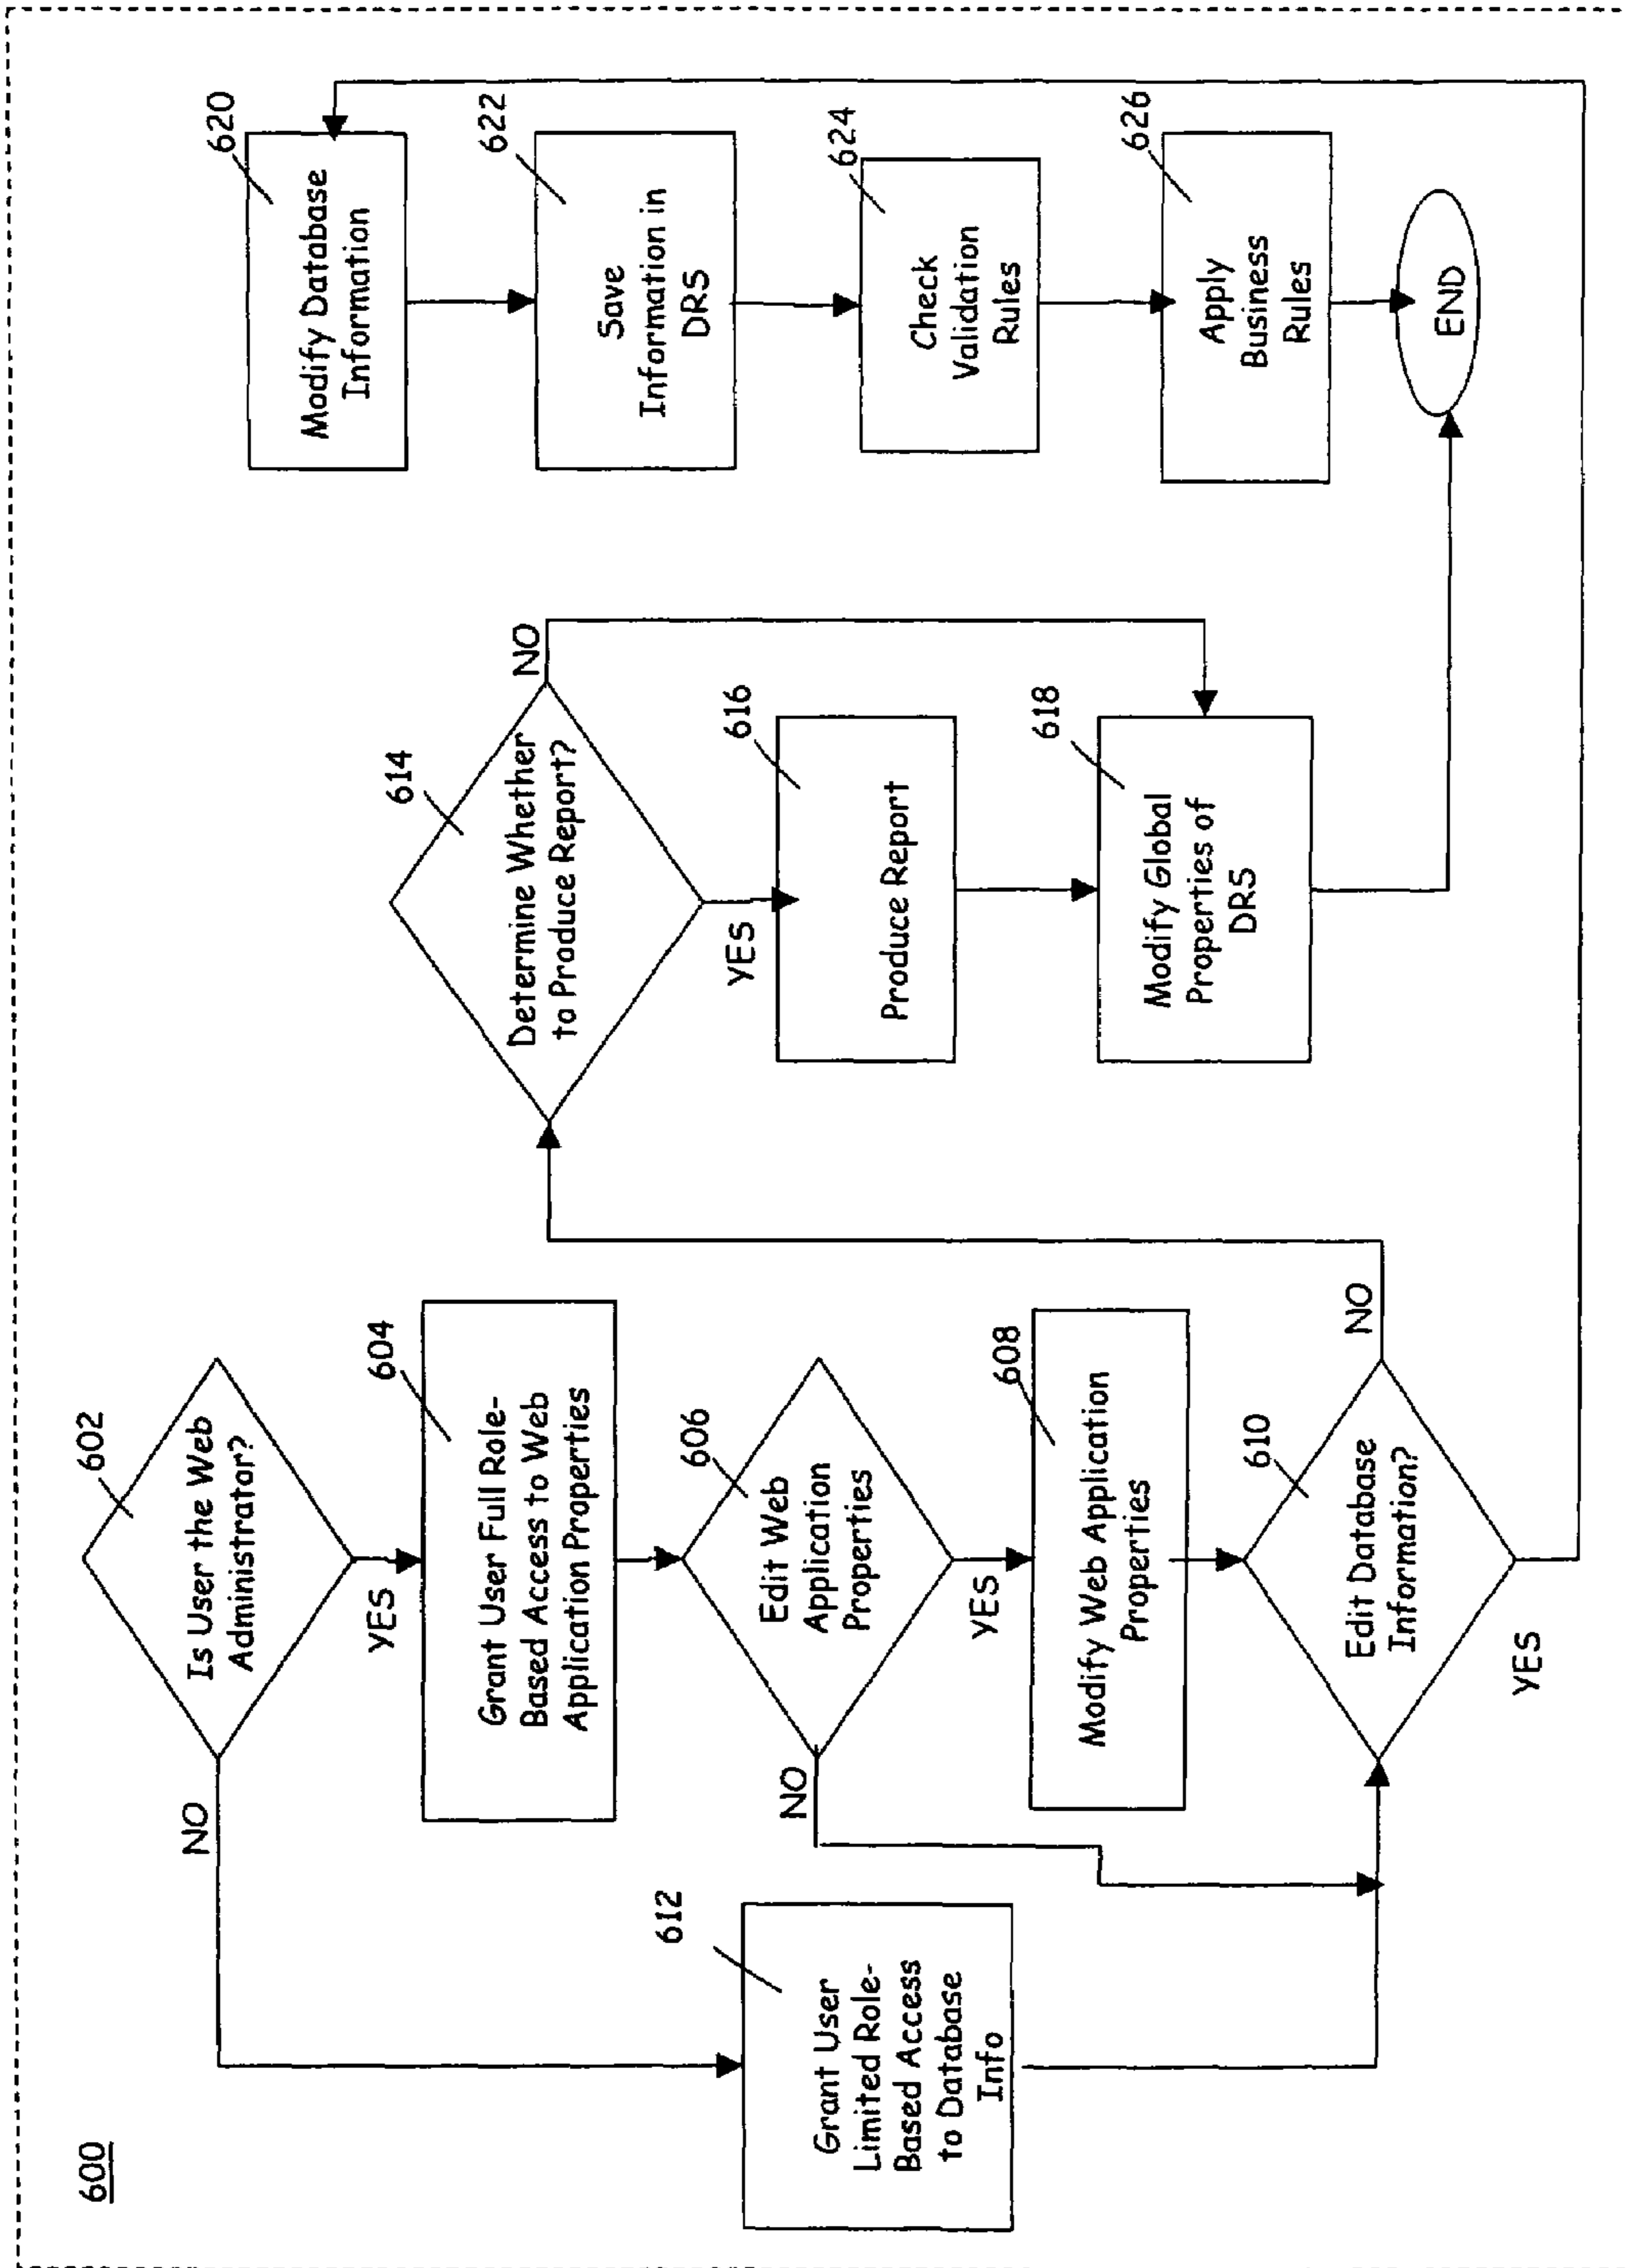 600
602
Is User the Web
Administrator?
NO
YES
604
Grant User Full Role-
Based Access to Web
Application Properties
606
Edit Web
Application
Properties
NO
YES
608
Modify Web Application
Properties
610
Edit Database
Information?
NO
YES
612
Grant User
Limited Role-
Based Access
to Database
Info
614
Determine Whether
to Produce Report?
NO
YES
616
Produce Report
618
Modify Global
Properties of
DRS
620
Modify Database
Information
622
Save
Information in
DRS
624
Check
Validation
Rules
626
Apply
Business
Rules
END